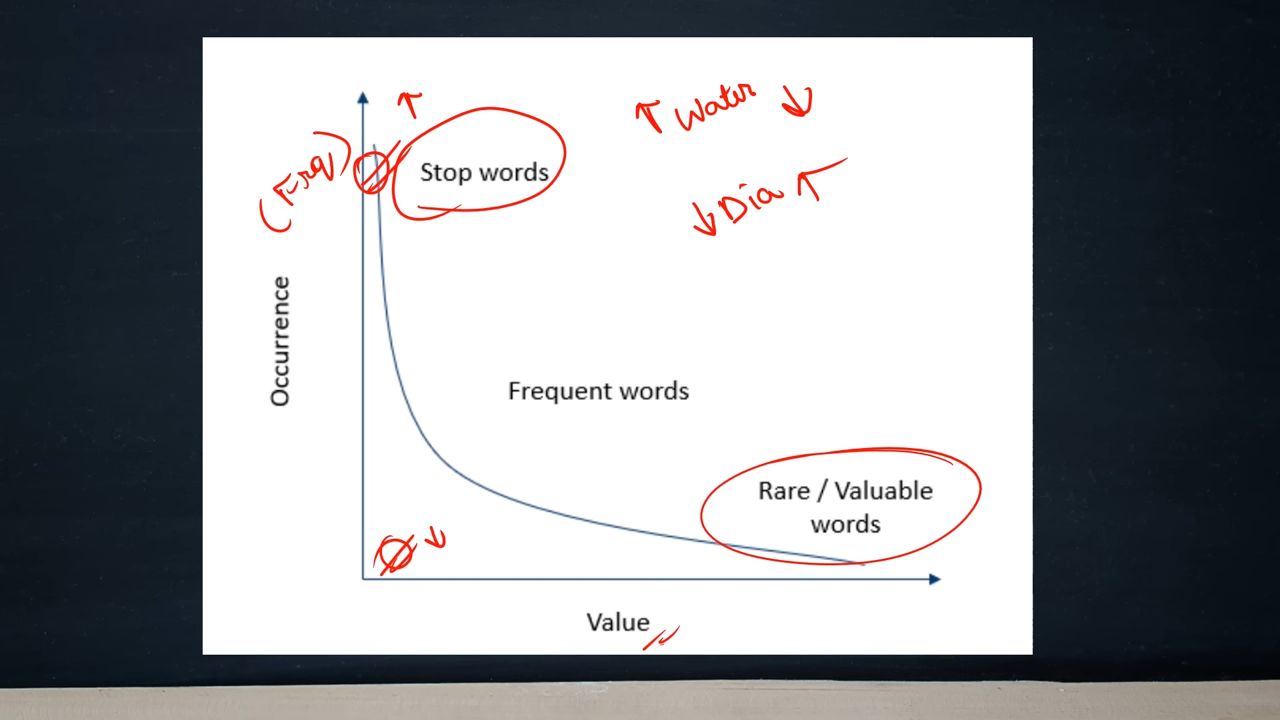 ↑ Water ↓
(Freq)
Stop words
↓ Dia ↑
Occurrence
Frequent words
Rare / Valuable
words
Value